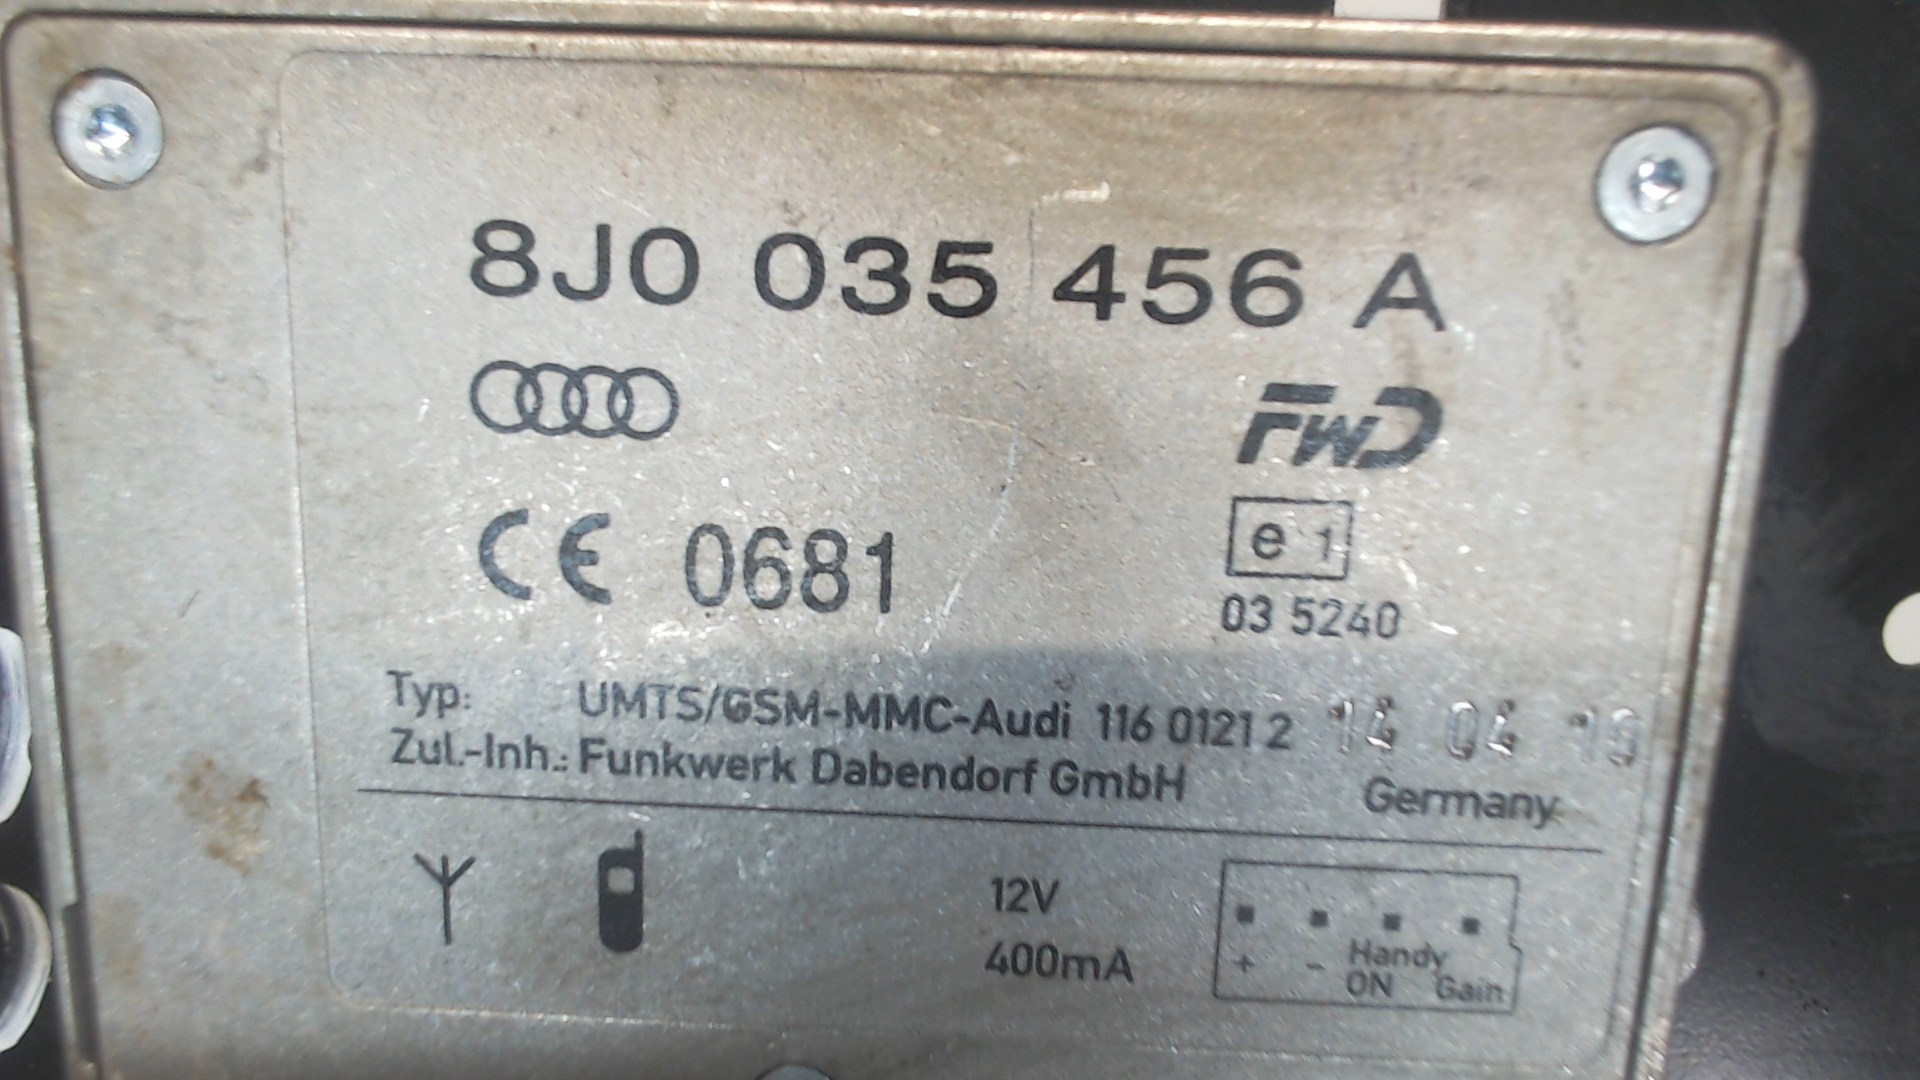 8J0 035 456 A
FWD
CE 0681
e 1
03 5240
Typ: UMTS/GSM-MMC-Audi 116 0121 2 14 04 10
Zul.-Inh.: Funkwerk Dabendorf GmbH
Germany
12V
400mA
+ - Handy
ON Gain